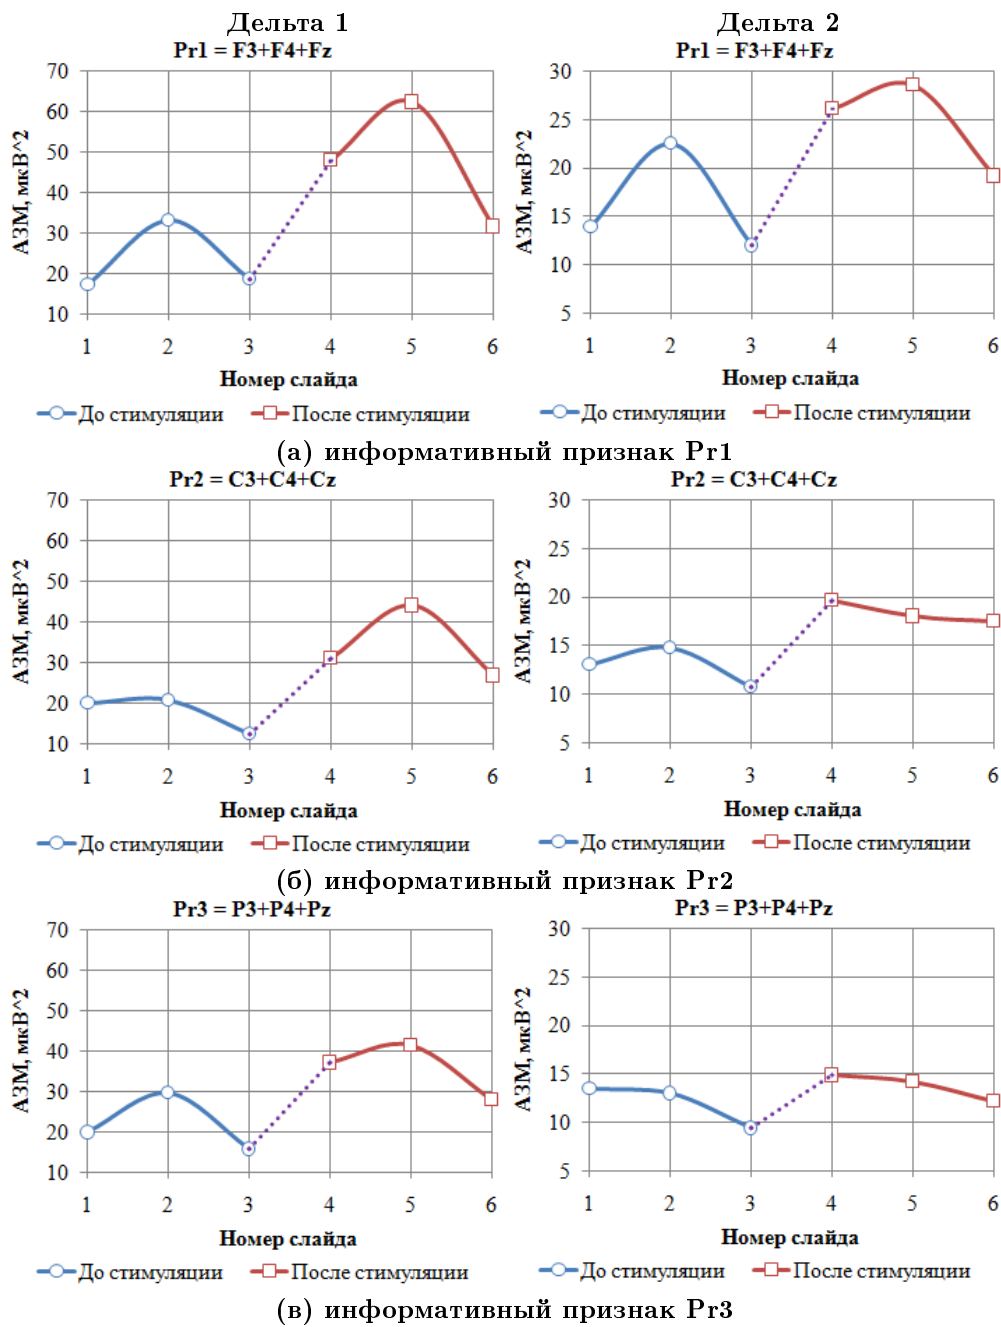 Дельта 1 Дельта 2
Pr1 = F3+F4+Fz Pr1 = F3+F4+Fz
АЗМ, мкВ^2 АЗМ, мкВ^2
70 30
60 25
50 20
40 15
30 10
20 5
10
1 2 3 4 5 6 1 2 3 4 5 6
Номер слайда Номер слайда
До стимуляции После стимуляции До стимуляции После стимуляции
(а) информативный признак Pr1
Pr2 = C3+C4+Cz Pr2 = C3+C4+Cz
АЗМ, мкВ^2 АЗМ, мкВ^2
70 30
60 25
50 20
40 15
30 10
20 5
10
1 2 3 4 5 6 1 2 3 4 5 6
Номер слайда Номер слайда
До стимуляции После стимуляции До стимуляции После стимуляции
(б) информативный признак Pr2
Pr3 = P3+P4+Pz Pr3 = P3+P4+Pz
АЗМ, мкВ^2 АЗМ, мкВ^2
70 30
60 25
50 20
40 15
30 10
20 5
10
1 2 3 4 5 6 1 2 3 4 5 6
Номер слайда Номер слайда
До стимуляции После стимуляции До стимуляции После стимуляции
(в) информативный признак Pr3